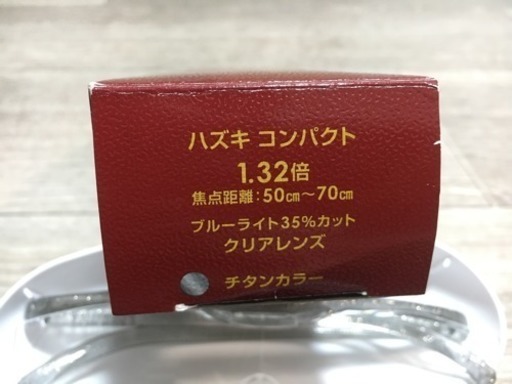 ハズキ コンパクト
1.32倍
焦点距離:50㎝~70㎝
ブルーライト35%カット
クリアレンズ
チタンカラー